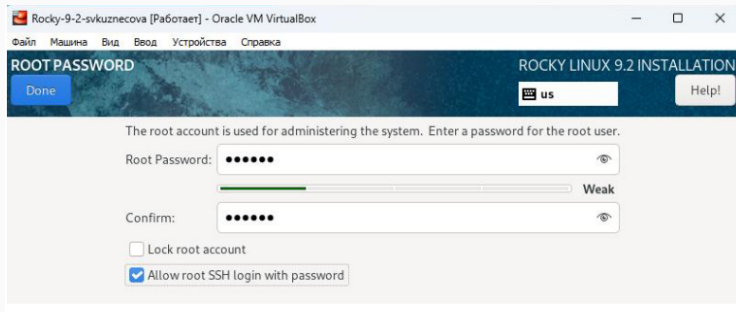 Rocky-9-2-svkuznecova [Работает] - Oracle VM VirtualBox
Файл Машина Вид Ввод Устройства Справка
ROOT PASSWORD
ROCKY LINUX 9.2 INSTALLATION
Done
us
Help!
The root account is used for administering the system. Enter a password for the root user.
Root Password: ••••••
Weak
Confirm: ••••••
Lock root account
Allow root SSH login with password